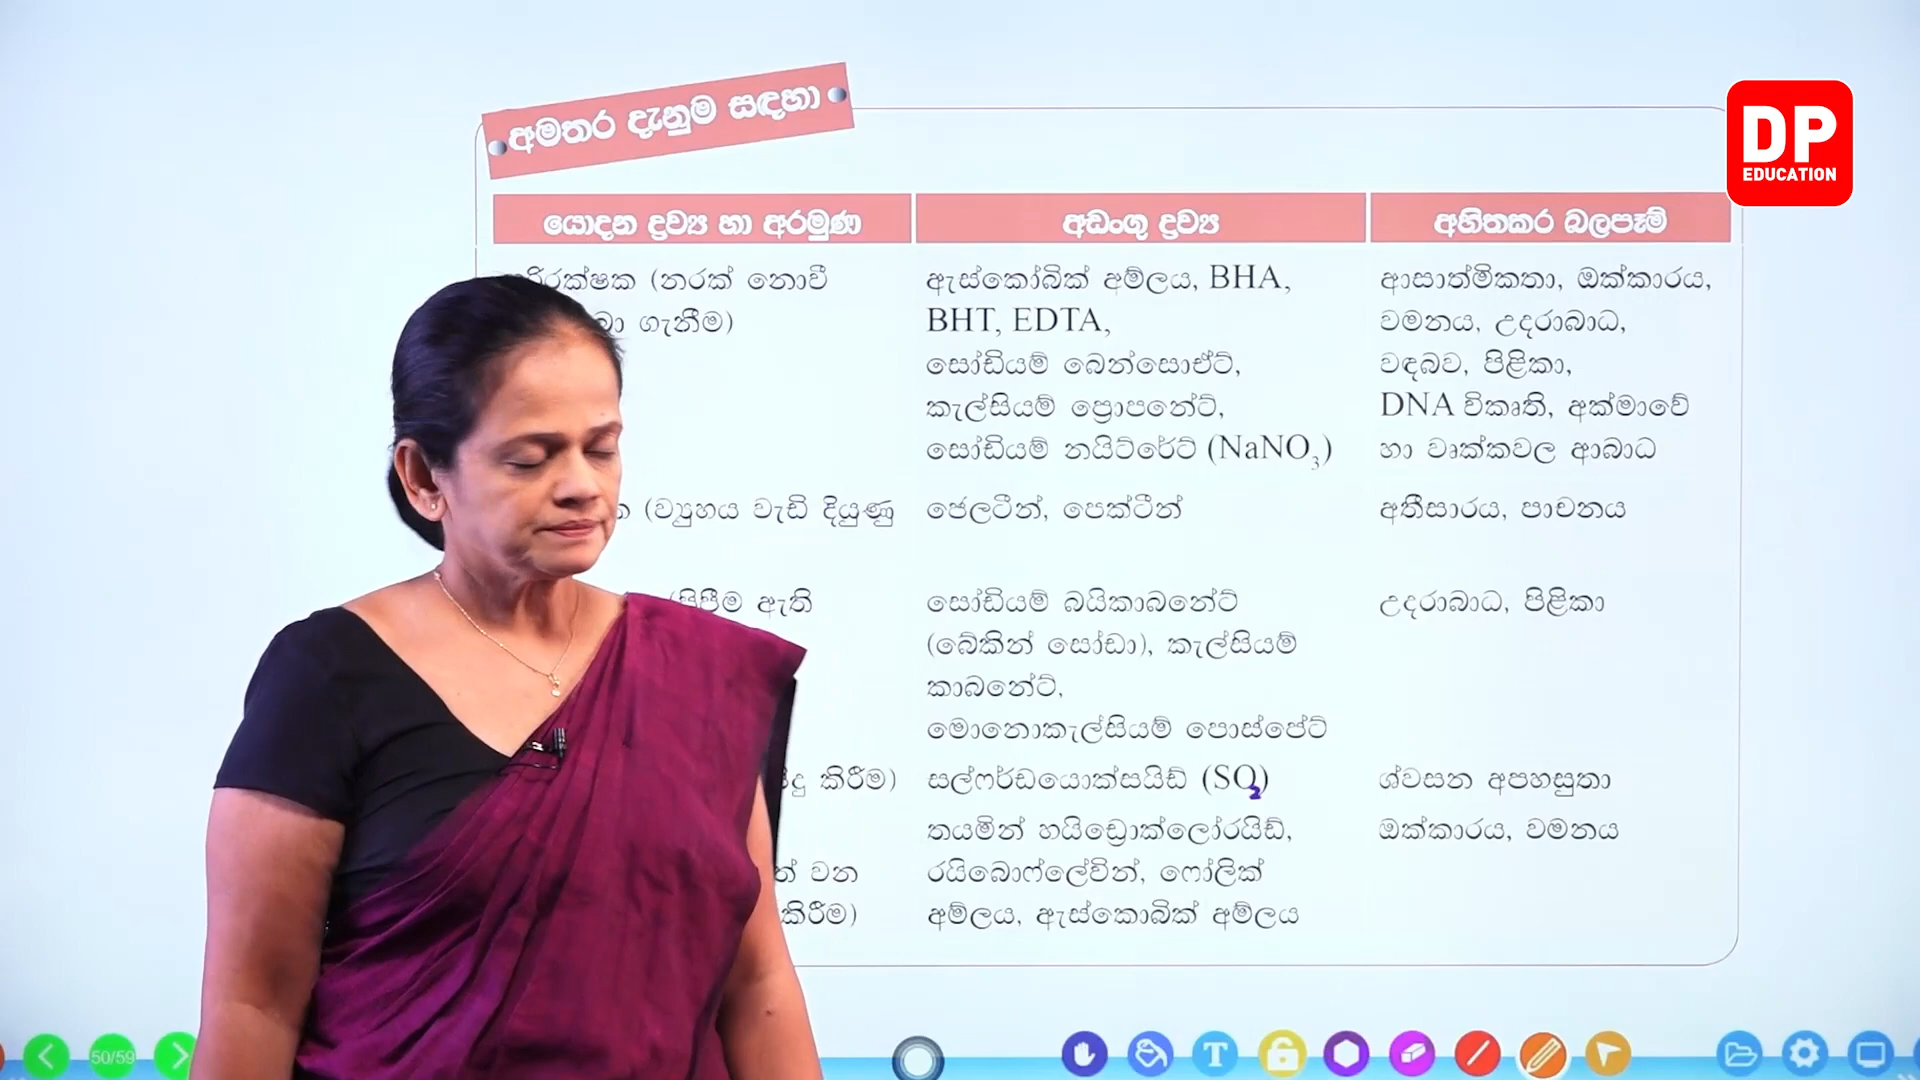 අමතර දැනුම සඳහා
DP
EDUCATION
යොදන ද්‍රව්‍ය හා අරමුණ
අඩංගු ද්‍රව්‍ය
අහිතකර බලපෑම්
(නරක් නොවී
ගැනීම)
ඇස්කෝබික් අම්ලය, BHA,
BHT, EDTA,
සෝඩියම් බෙන්සොඒට්,
කැල්සියම් ප්‍රොපනේට්,
සෝඩියම් නයිට්රේට් (NaNO₃)
ආසාත්මිකතා, ඔක්කාරය,
වමනය, උදරාබාධ,
වඳබව, පිළිකා,
DNA විකෘති, අක්මාවේ
හා වෘක්කවල ආබාධ
(ව්‍යුහය වැඩි දියුණු
ජෙලටීන්, පෙක්ටීන්
අතීසාරය, පාචනය
(පිපීම ඇති
සෝඩියම් බයිකාබනේට්
(බේකින් සෝඩා), කැල්සියම්
කාබනේට්,
මොනොකැල්සියම් පොස්පේට්
උදරාබාධ, පිළිකා
කිරීම)
සල්ෆර්ඩයොක්සයිඩ් (SO₂)
ශ්වසන අපහසුතා
වන
කිරීම)
තයමින් හයිඩ්‍රොක්ලෝරයිඩ්,
රයිබොෆ්ලේවින්, ෆෝලික්
අම්ලය, ඇස්කොබික් අම්ලය
ඔක්කාරය, වමනය
50/59